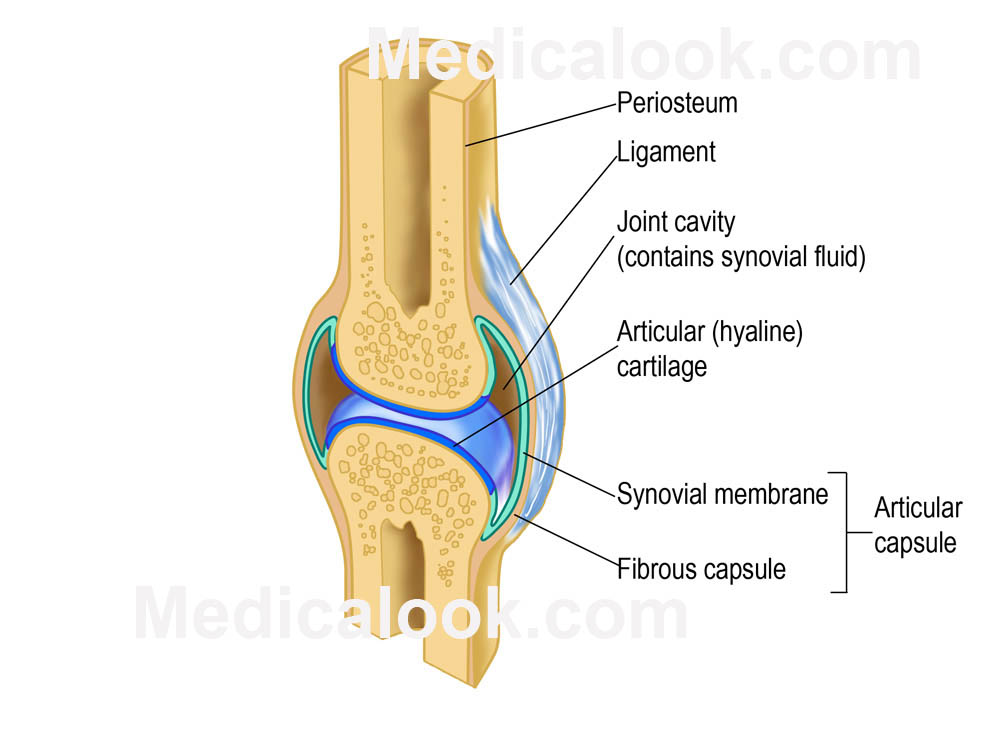 Medicalook.com
Periosteum
Ligament
Joint cavity
(contains synovial fluid)
Articular (hyaline)
cartilage
Synovial membrane
Articular
capsule
Fibrous capsule
Medicalook.com